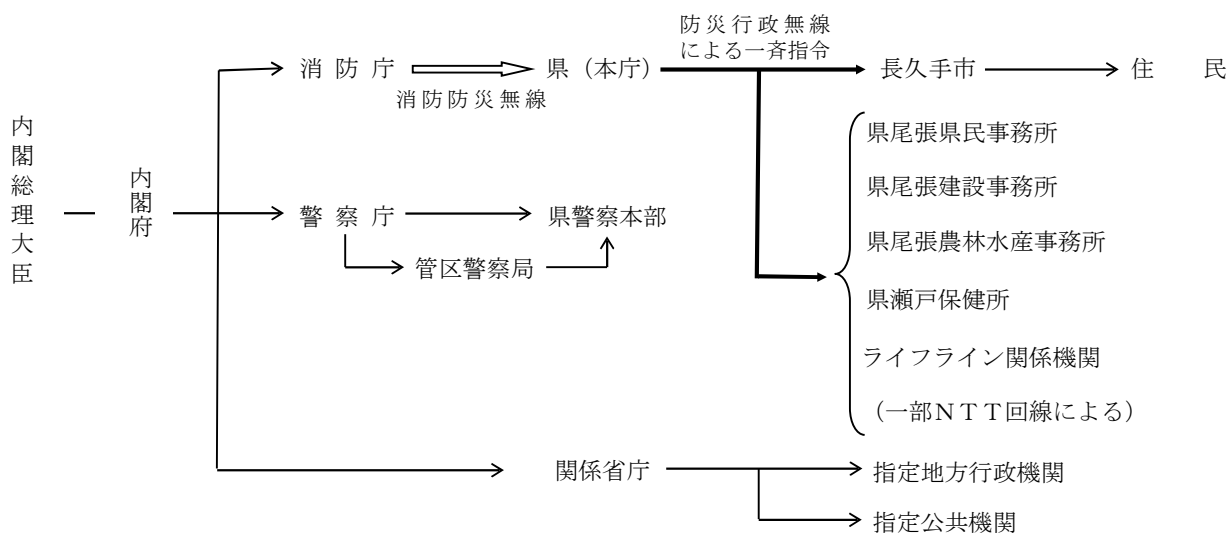 内閣総理大臣
内閣府
消防庁
消防防災無線
県（本庁）
防災行政無線
による一斉指令
長久手市
住　民
県尾張県民事務所
県尾張建設事務所
県尾張農林水産事務所
県瀬戸保健所
ライフライン関係機関
（一部ＮＴＴ回線による）
警察庁
県警察本部
管区警察局
関係省庁
指定地方行政機関
指定公共機関